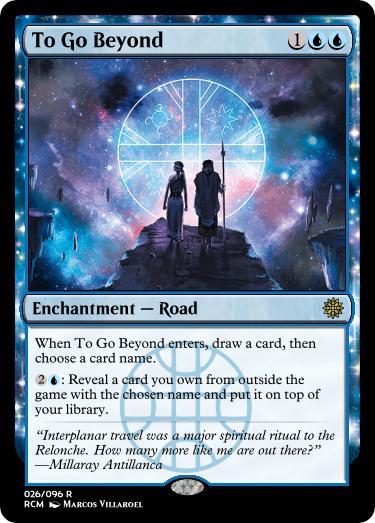 To Go Beyond 1
Enchantment — Road
When To Go Beyond enters, draw a card, then
choose a card name.
2: Reveal a card you own from outside the
game with the chosen name and put it on top of
your library.
“Interplanar travel was a major spiritual ritual to the
Relonche. How many more like me are out there?”
—Millaray Antillanca
026/096 R
RCM Marcos Villaroel